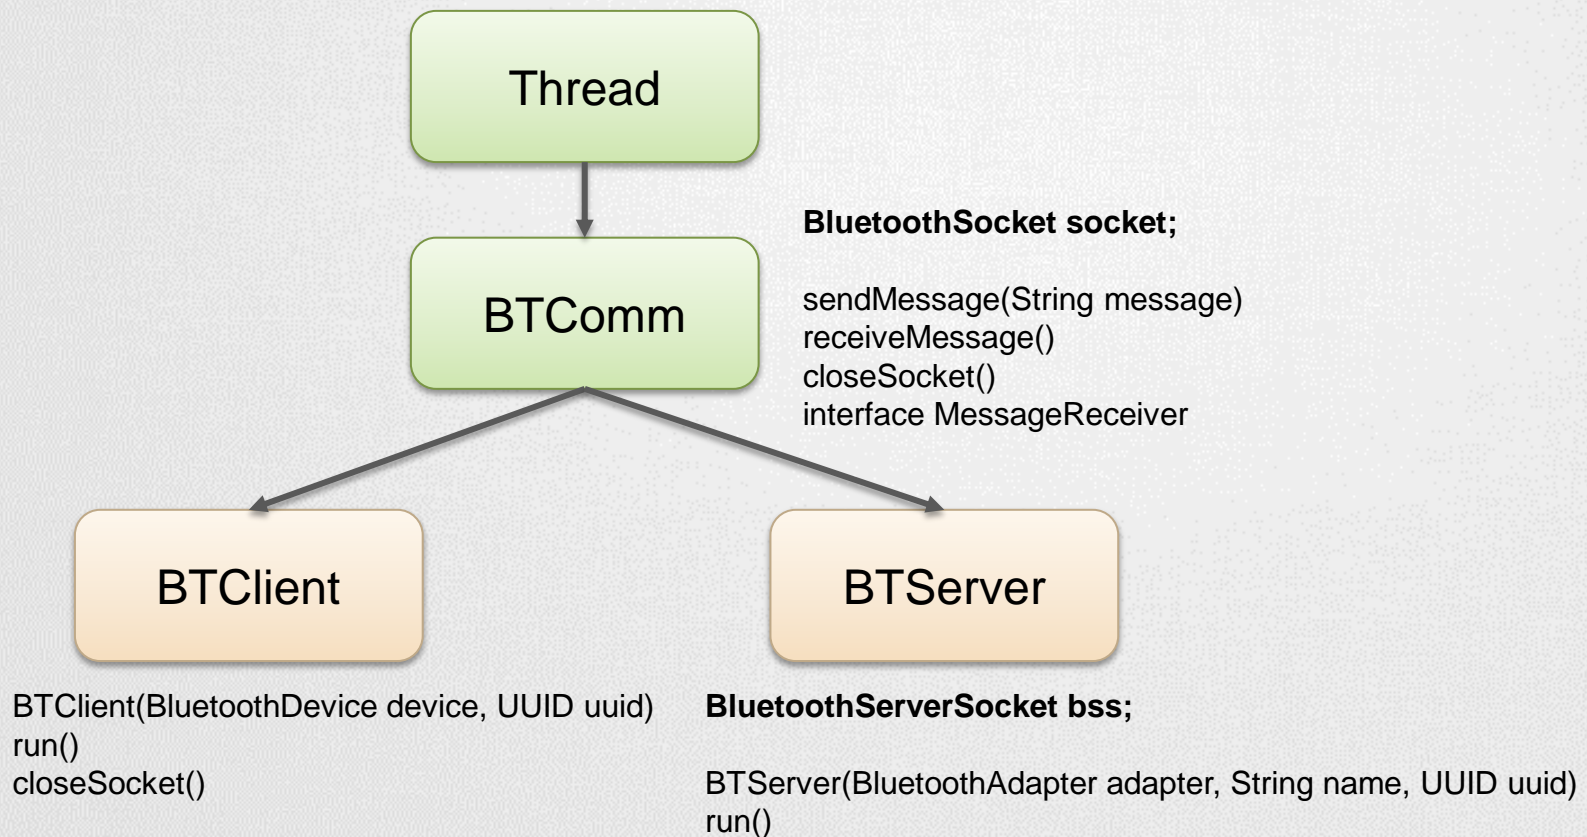 Thread
BTComm
BluetoothSocket socket;
sendMessage(String message)
receiveMessage()
closeSocket()
interface MessageReceiver
BTClient
BTServer
BTClient(BluetoothDevice device, UUID uuid)
run()
closeSocket()
BluetoothServerSocket bss;
BTServer(BluetoothAdapter adapter, String name, UUID uuid)
run()